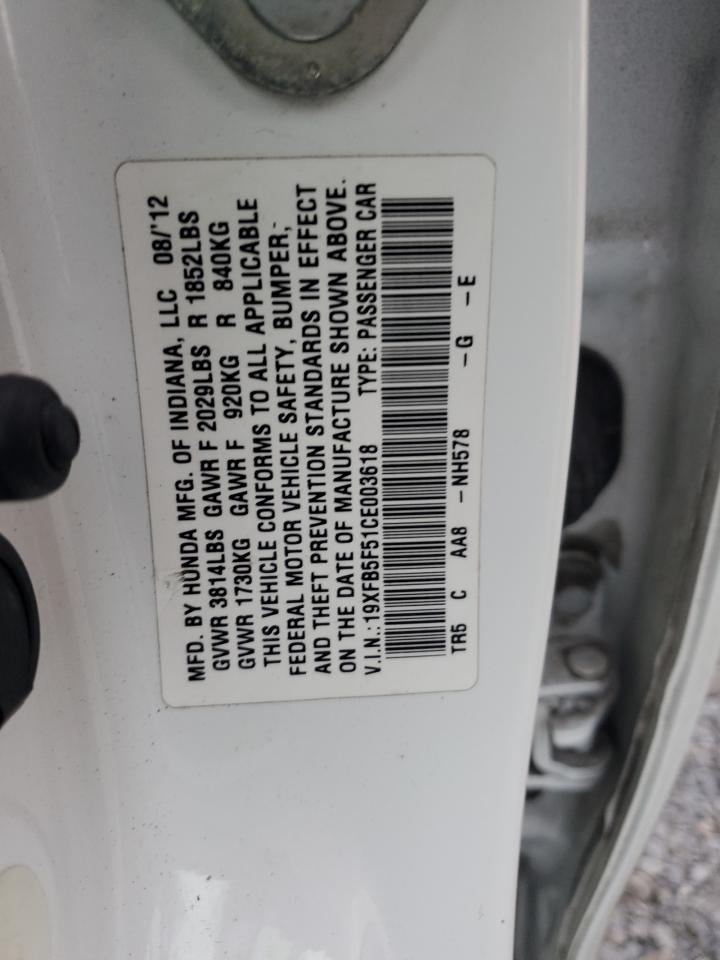 MFD. BY HONDA MFG. OF INDIANA, LLC 08/'12
GVWR 3814LBS GAWR F 2029LBS R 1852LBS
GVWR 1730KG GAWR F 920KG R 840KG
THIS VEHICLE CONFORMS TO ALL APPLICABLE
FEDERAL MOTOR VEHICLE SAFETY, BUMPER,
AND THEFT PREVENTION STANDARDS IN EFFECT
ON THE DATE OF MANUFACTURE SHOWN ABOVE.
V.I.N.:19XFB5F51CE003618 TYPE: PASSENGER CAR
TR5 C AA8 -NH578 -G -E